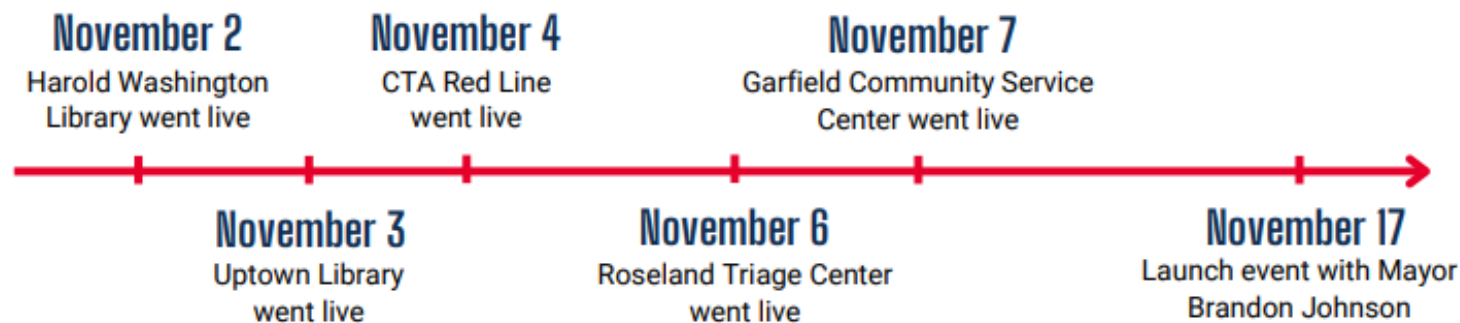 November 2
Harold Washington
Library went live
November 3
Uptown Library
went live
November 4
CTA Red Line
went live
November 6
Roseland Triage Center
went live
November 7
Garfield Community Service
Center went live
November 17
Launch event with Mayor
Brandon Johnson